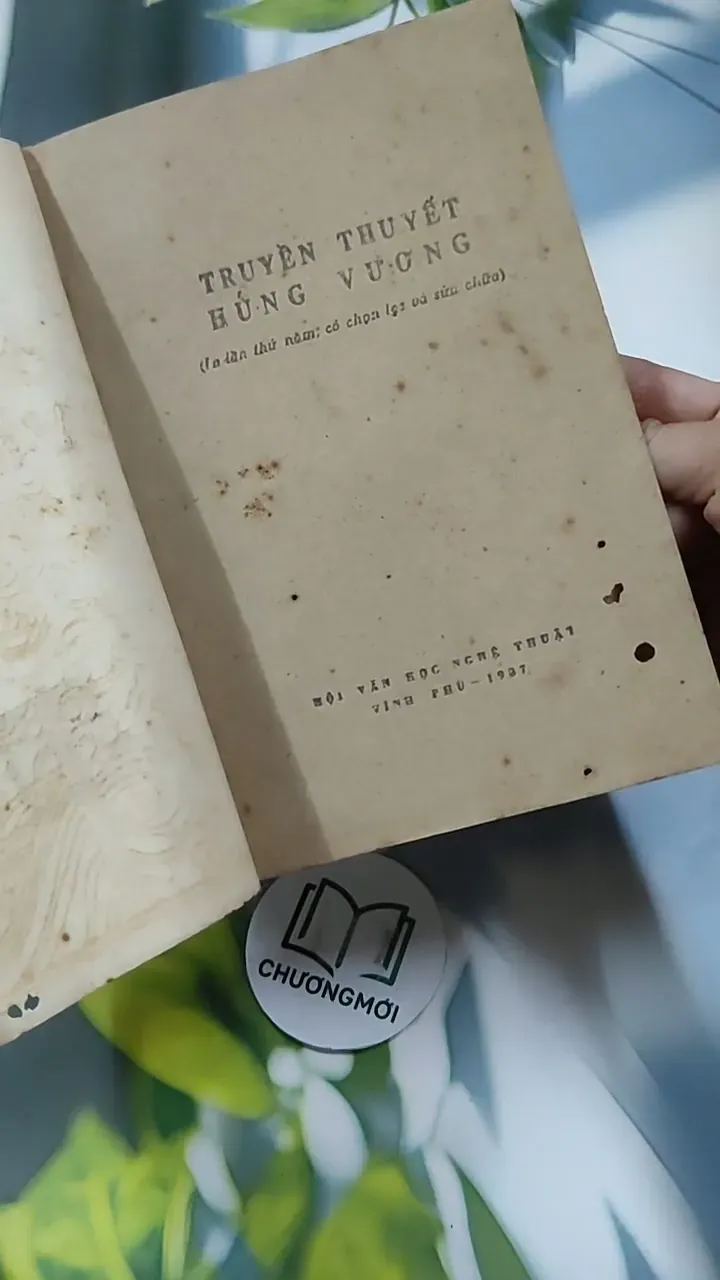 TRUYỀN THUYẾT
HÙNG VƯƠNG
(In lần thứ năm; có chọn lọc và sửa chữa)
HỘI VĂN HỌC NGHỆ THUẬT
VĨNH PHÚ - 1987
CHƯƠNGMỚI